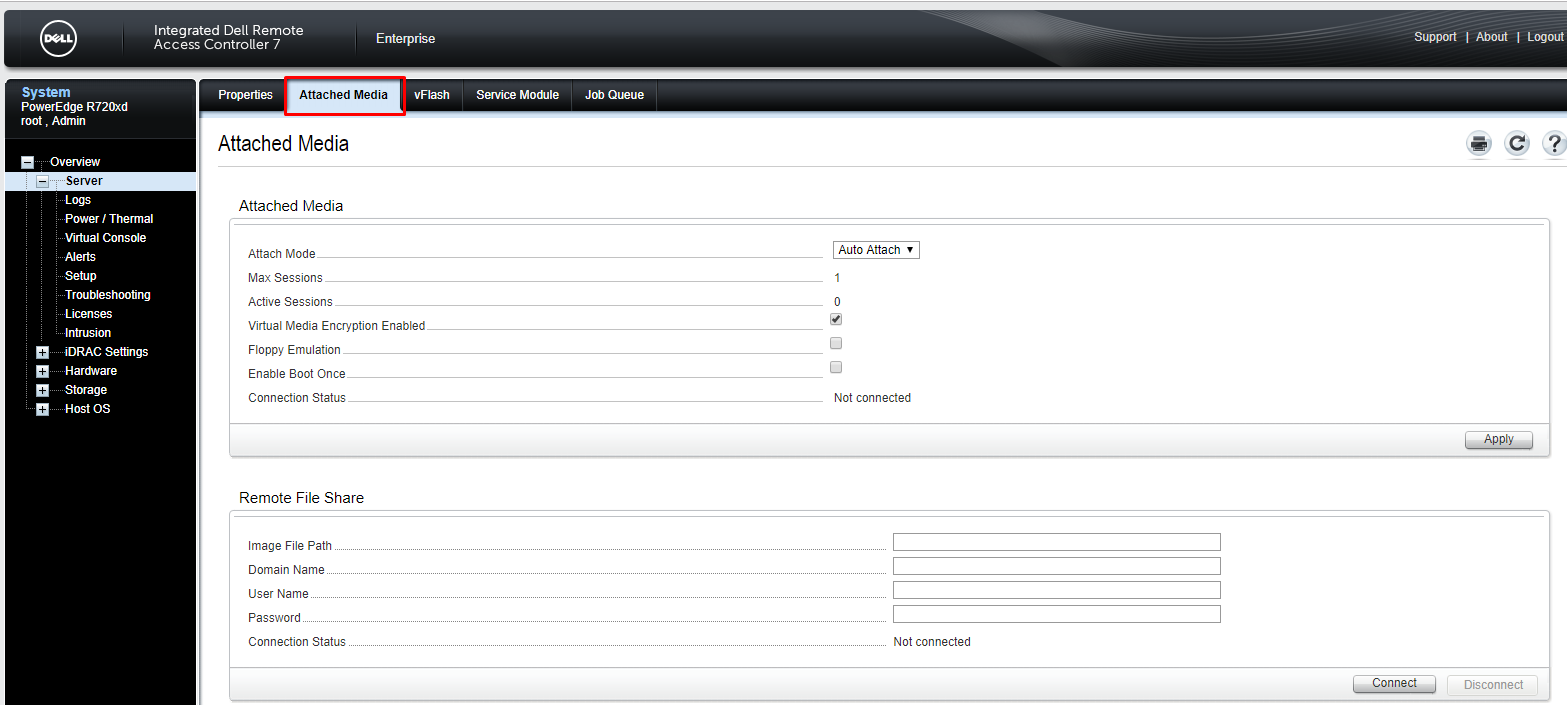 DELL
Integrated Dell Remote
Access Controller 7
Enterprise
Support | About | Logout
System
PowerEdge R720xd
root , Admin
Overview
Server
Logs
Power / Thermal
Virtual Console
Alerts
Setup
Troubleshooting
Licenses
Intrusion
iDRAC Settings
Hardware
Storage
Host OS
Properties Attached Media vFlash Service Module Job Queue
Attached Media
?
Attached Media
Attach Mode Auto Attach
Max Sessions 1
Active Sessions 0
Virtual Media Encryption Enabled
Floppy Emulation
Enable Boot Once
Connection Status Not connected
Apply
Remote File Share
Image File Path
Domain Name
User Name
Password
Connection Status Not connected
Connect Disconnect